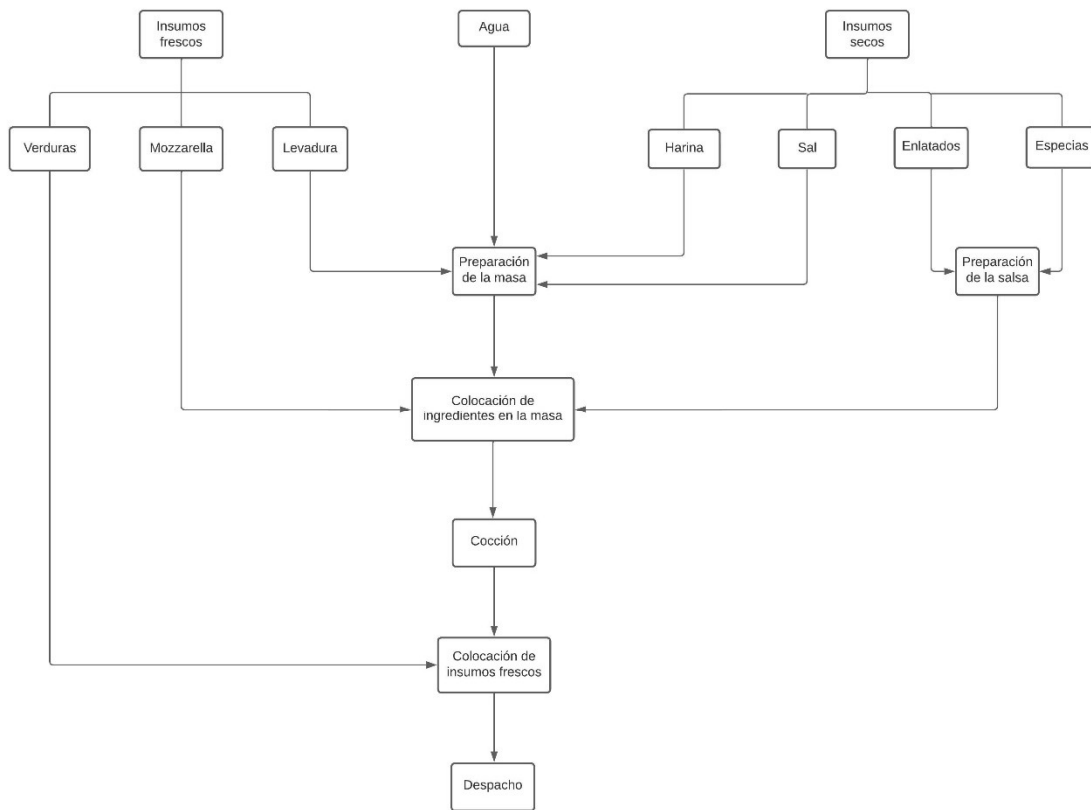 Insumos
frescos
Agua
Insumos
secos
Verduras
Mozzarella
Levadura
Harina
Sal
Enlatados
Especias
Preparación
de la masa
Preparación
de la salsa
Colocación de
ingredientes en la masa
Cocción
Colocación de
insumos frescos
Despacho